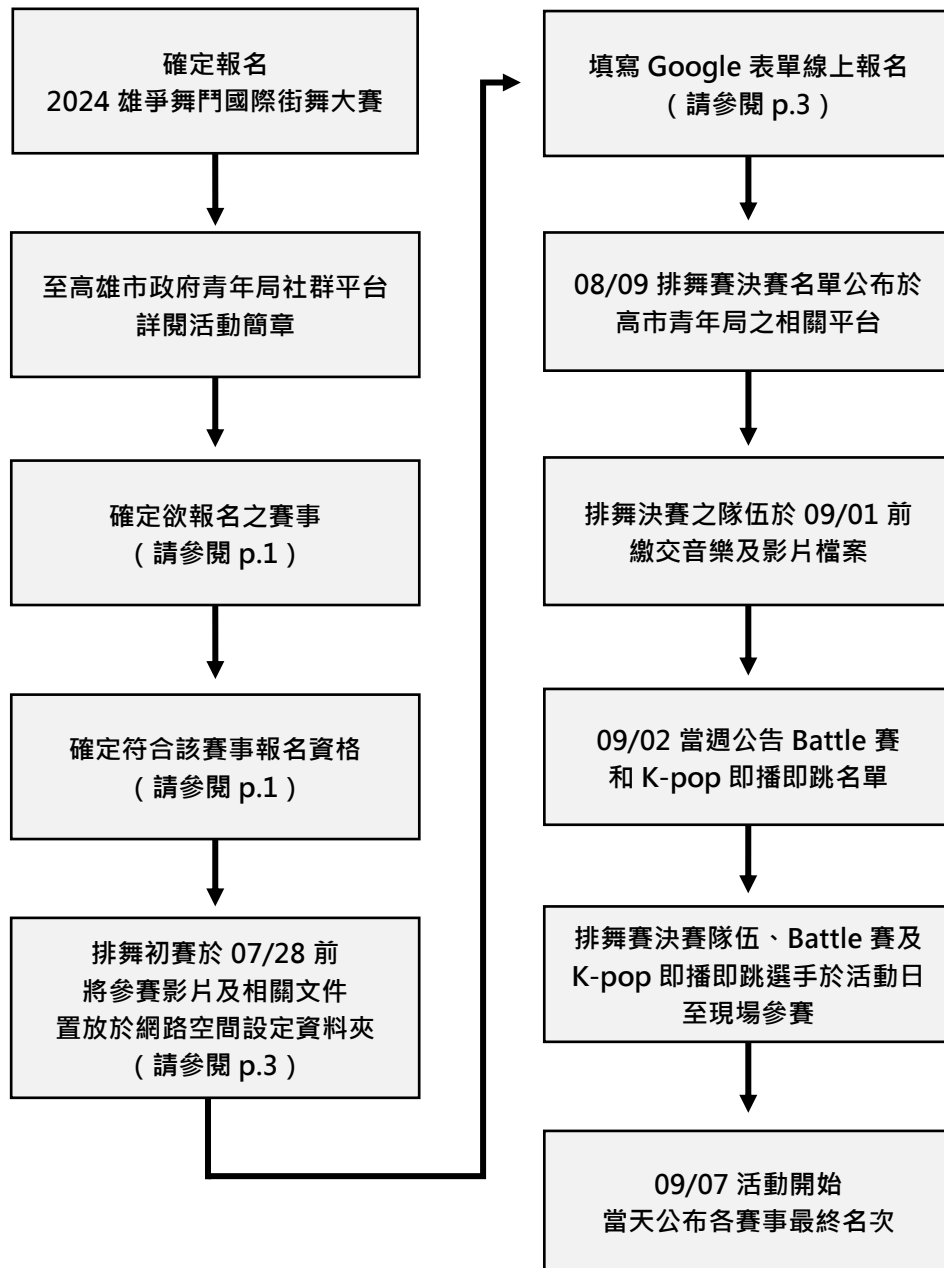 確定報名
2024 雄爭舞鬥國際街舞大賽
至高雄市政府青年局社群平台
詳閱活動簡章
確定欲報名之賽事
(請參閱 p.1)
確定符合該賽事報名資格
(請參閱 p.1)
排舞初賽於 07/28 前
將參賽影片及相關文件
置放於網路空間設定資料夾
(請參閱 p.3)
填寫 Google 表單線上報名
(請參閱 p.3)
08/09 排舞賽決賽名單公布於
高市青年局之相關平台
排舞決賽之隊伍於 09/01 前
繳交音樂及影片檔案
09/02 當週公告 Battle 賽
和 K-pop 即播即跳名單
排舞賽決賽隊伍、Battle 賽及
K-pop 即播即跳選手於活動日
至現場參賽
09/07 活動開始
當天公布各賽事最終名次